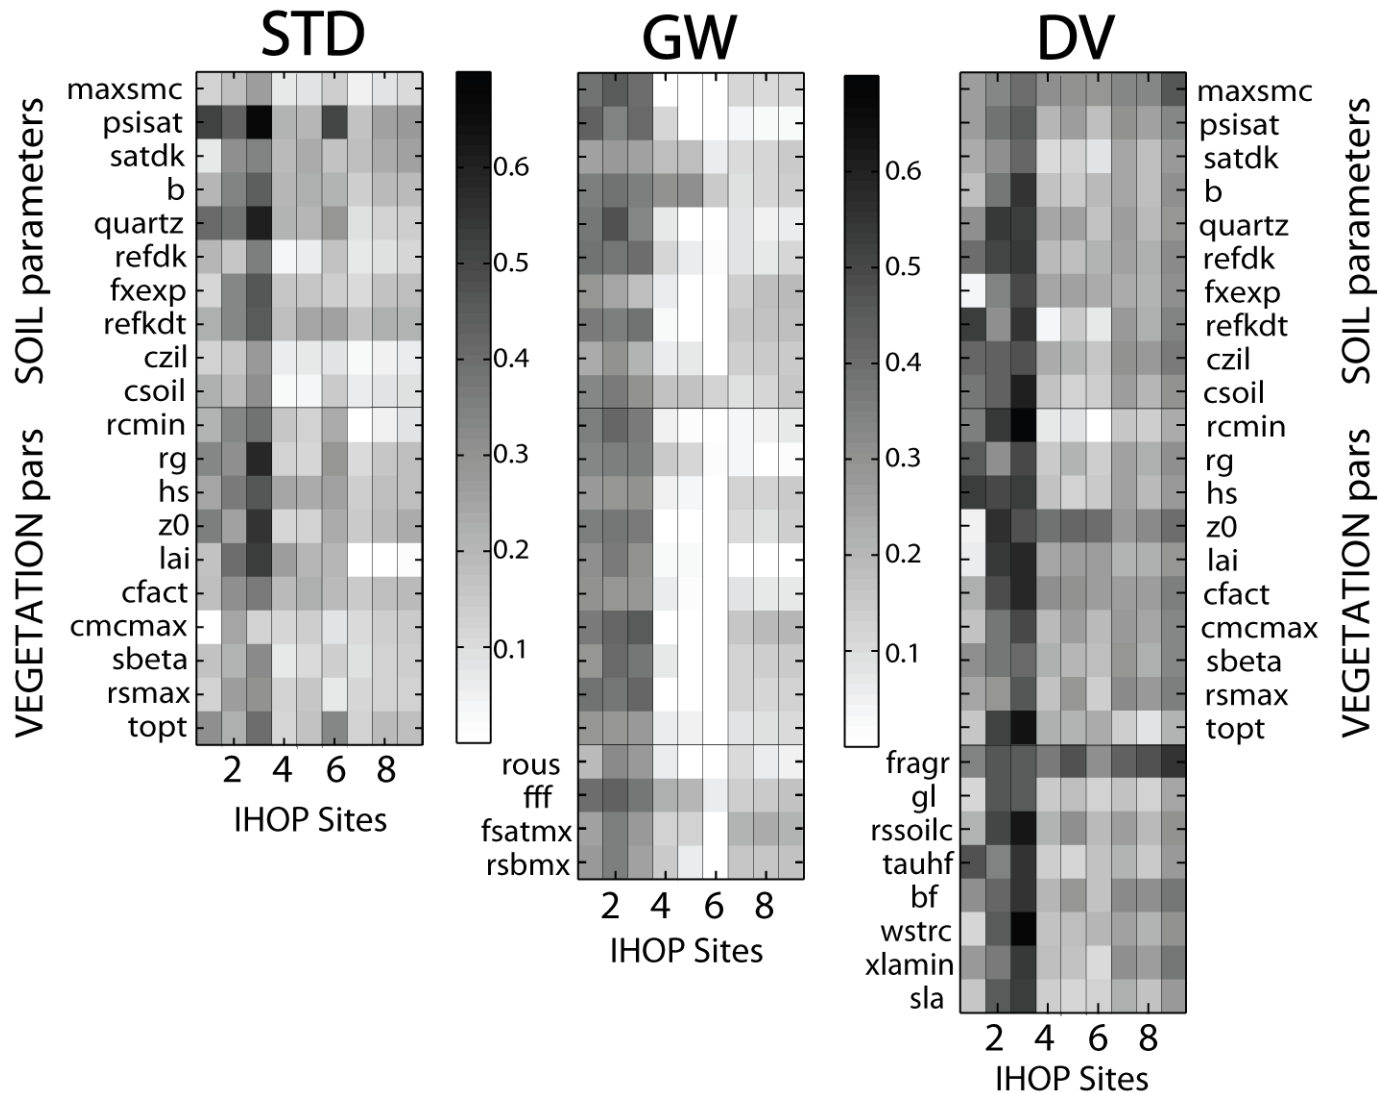 STD
GW
DV
SOIL parameters
VEGETATION pars
maxsmc
psisat
satdk
b
quartz
refdk
fxexp
refkdt
czil
csoil
rcmin
rg
hs
z0
lai
cfact
cmcmax
sbeta
rsmax
topt
2 4 6 8
IHOP Sites
0.6
0.5
0.4
0.3
0.2
0.1
rous
fff
fsatmx
rsbmx
2 4 6 8
IHOP Sites
0.6
0.5
0.4
0.3
0.2
0.1
maxsmc
psisat
satdk
b
quartz
refdk
fxexp
refkdt
czil
csoil
rcmin
rg
hs
z0
lai
cfact
cmcmax
sbeta
rsmax
topt
SOIL parameters
VEGETATION pars
fragr
gl
rssoilc
tauhf
bf
wstrc
xlamin
sla
2 4 6 8
IHOP Sites